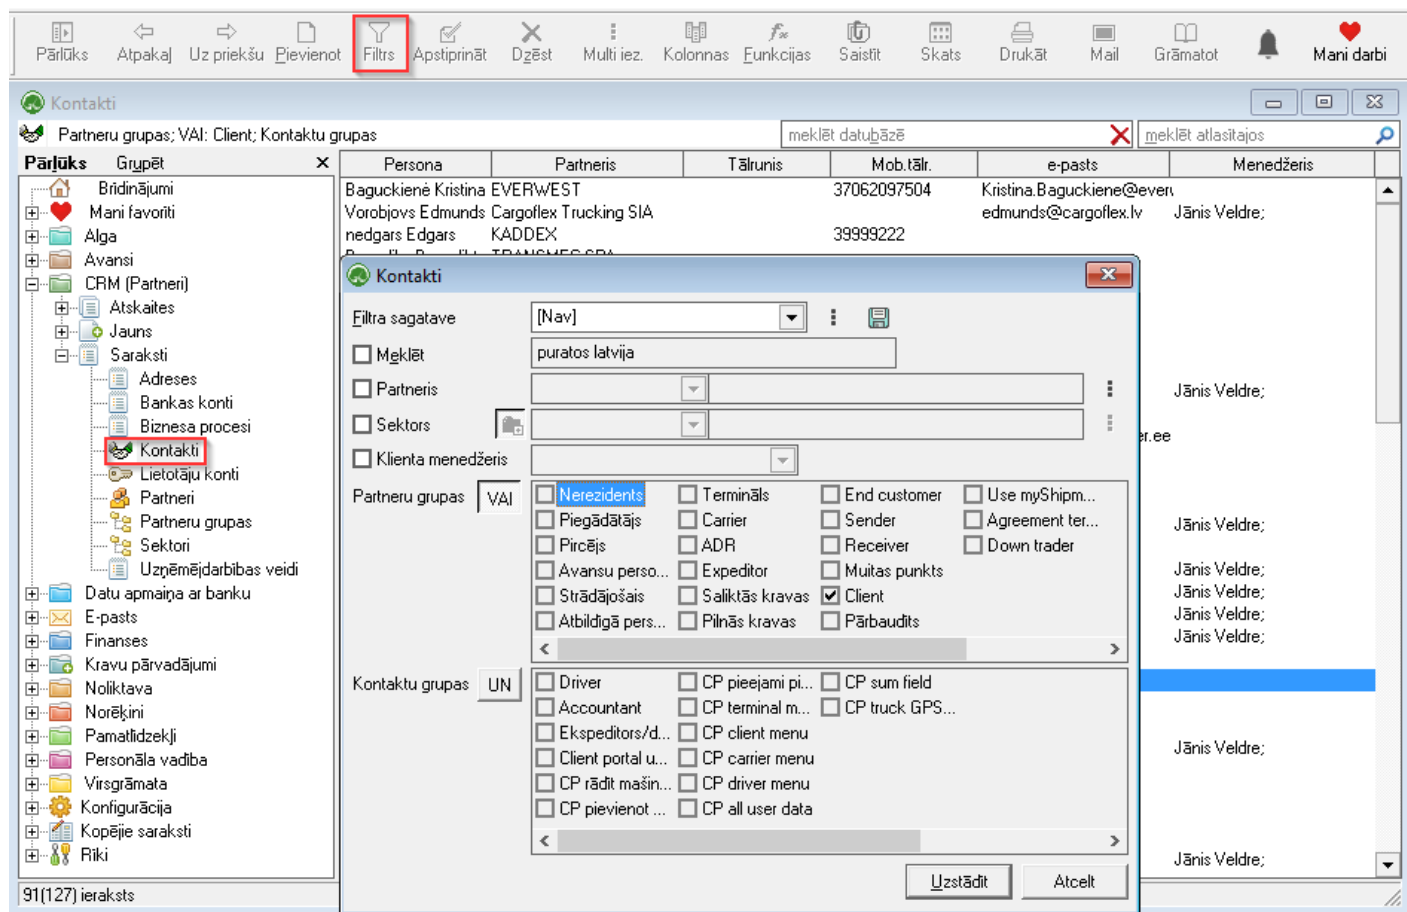 Pārlūks Atpakaļ Uz priekšu Pievienot Filtrs Apstiprināt Dzēst Multi iez. Kolonnas Funkcijas Saistīt Skats Drukāt Mail Grāmatot Mani darbi
Kontakti
Partneru grupas; VAI: Client; Kontaktu grupas meklēt datubāzē meklēt atlasītajos
Pārlūks Grupēt x Persona Partneris Tālrunis Mob.tālr. e-pasts Menedžeris
Brīdinājumi
Mani favorīti
Alga
Avansi
CRM (Partneri)
Atskaites
Jauns
Saraksti
Adreses
Bankas konti
Biznesa procesi
Kontakti
Lietotāju konti
Partneri
Partneru grupas
Sektori
Uzņēmējdarbības veidi
Datu apmaiņa ar banku
E-pasts
Finanses
Kravu pārvadājumi
Noliktava
Norēķini
Pamatlīdzekļi
Personāla vadība
Virsgrāmata
Konfigurācija
Kopējie saraksti
Rīki
91(127) ieraksts
Baguckienė Kristina EVERWEST 37062097504 Kristina.Baguckiene@everw
Vorobjovs Edmunds Cargoflex Trucking SIA edmunds@cargoflex.lv Jānis Veldre;
nedgars Edgars KADDEX 39999222
Jānis Veldre;
er.ee
Jānis Veldre;
Jānis Veldre;
Jānis Veldre;
Jānis Veldre;
Jānis Veldre;
Jānis Veldre;
Jānis Veldre;
Kontakti
Filtra sagatave [Nav]
Meklēt puratos latvija
Partneris
Sektors
Klienta menedžeris
Partneru grupas VAI
Nerezidents Termināls End customer Use myShipm...
Piegādātājs Carrier Sender Agreement ter...
Pircējs ADR Receiver Down trader
Avansu perso... Expeditor Muitas punkts
Strādājošais Saliktās kravas Client
Atbildīgā pers... Pilnās kravas Pārbaudīts
Kontaktu grupas UN
Driver CP pieejami pi... CP sum field
Accountant CP terminal m... CP truck GPS...
Ekspeditors/d... CP client menu
Client portal u... CP carrier menu
CP rādīt mašīn... CP driver menu
CP pievienot ... CP all user data
Uzstādīt Atcelt